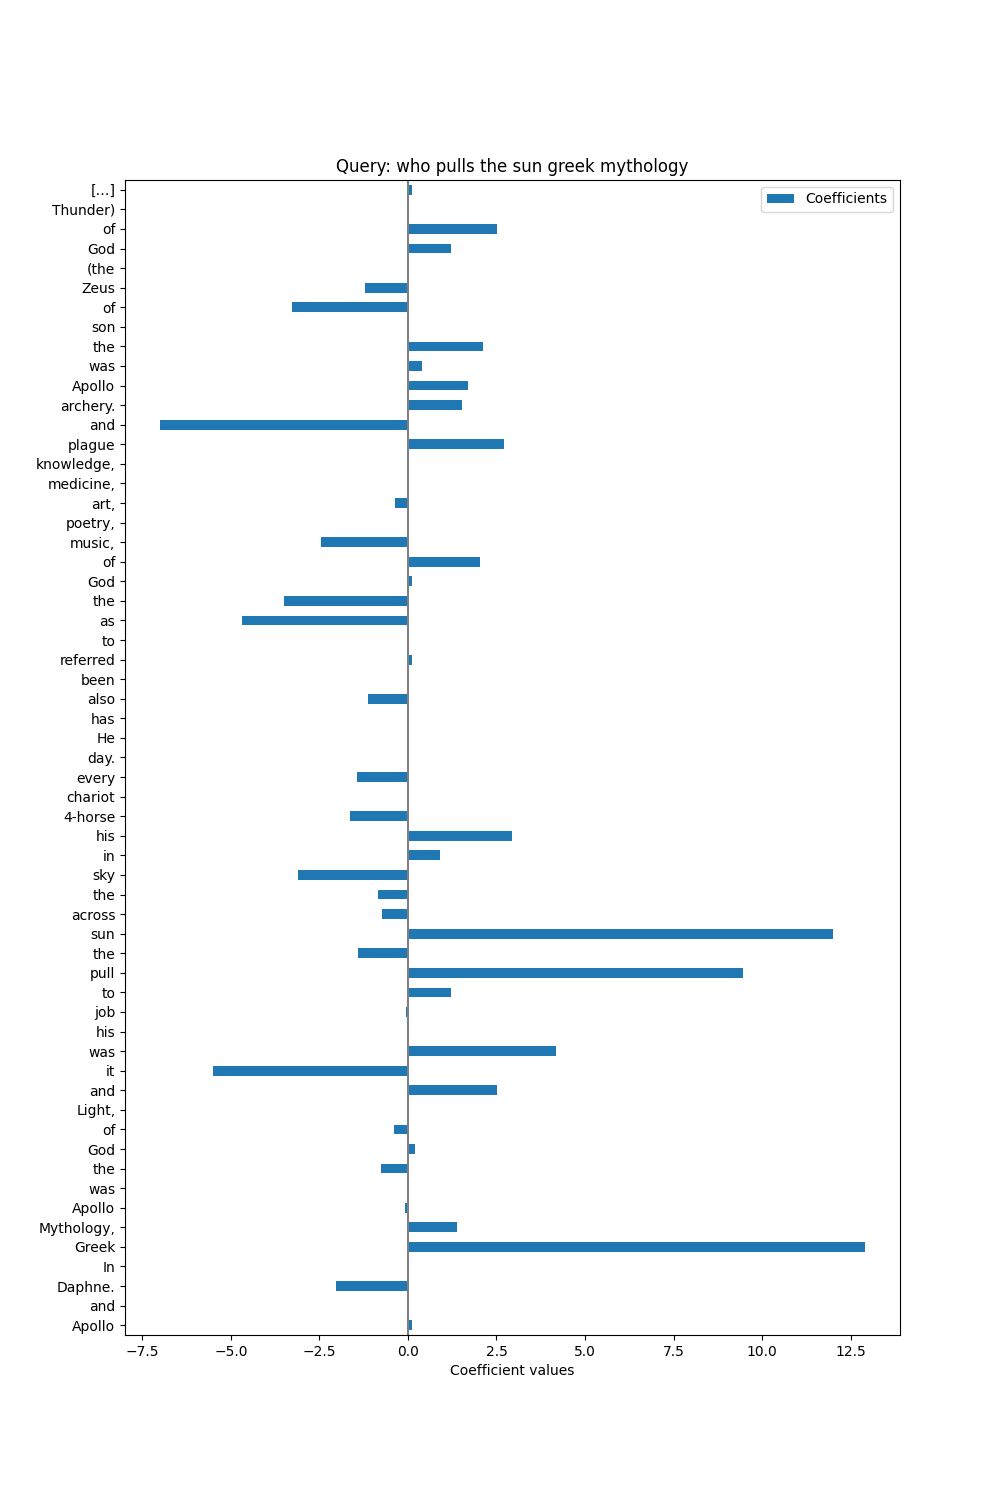 Query: who pulls the sun greek mythology
Coefficients
[...]
Thunder)
of
God
(the
Zeus
of
son
the
was
Apollo
archery.
and
plague
knowledge,
medicine,
art,
poetry,
music,
of
God
the
as
to
referred
been
also
has
He
day.
every
chariot
4-horse
his
in
sky
the
across
sun
the
pull
to
job
his
was
it
and
Light,
of
God
the
was
Apollo
Mythology,
Greek
In
Daphne.
and
Apollo
−7.5 −5.0 −2.5 0.0 2.5 5.0 7.5 10.0 12.5
Coefficient values